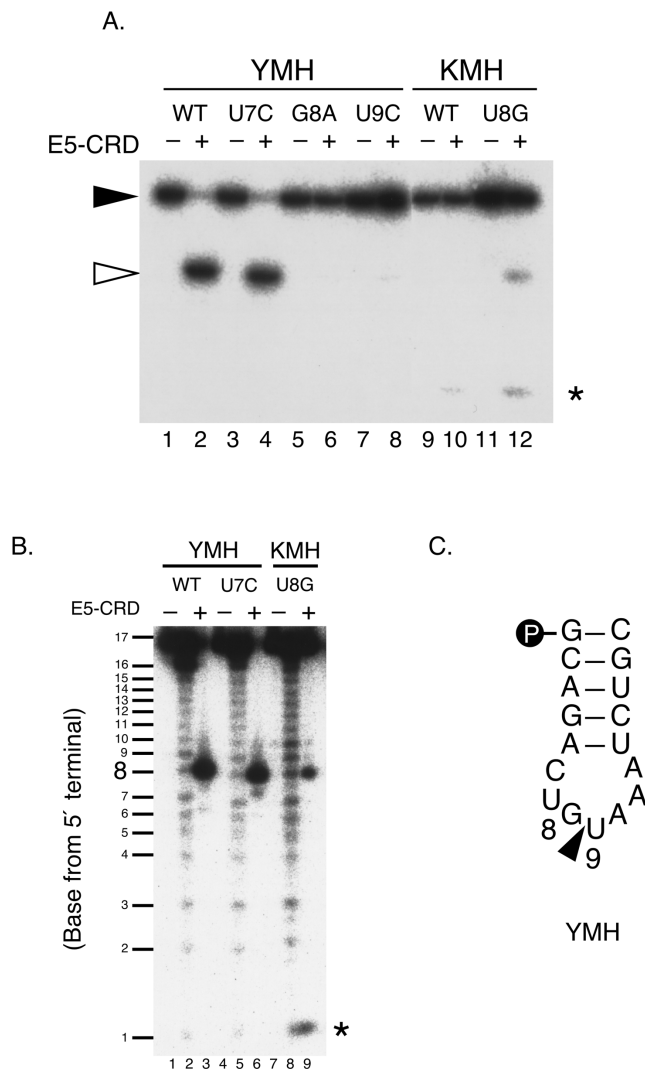 A.
YMH KMH
WT U7C G8A U9C WT U8G
E5-CRD − + − + − + − + − + − +
*
1 2 3 4 5 6 7 8 9 10 11 12
B.
YMH KMH
WT U7C U8G
E5-CRD − + − + − +
(Base from 5´ terminal)
17
16
15
14
13
12
11
10
9
8
7
6
5
4
3
2
1
*
1 2 3 4 5 6 7 8 9
C.
P G – C
C – G
A – U
G – C
A – U
C A
U A
G U A
8 9
YMH